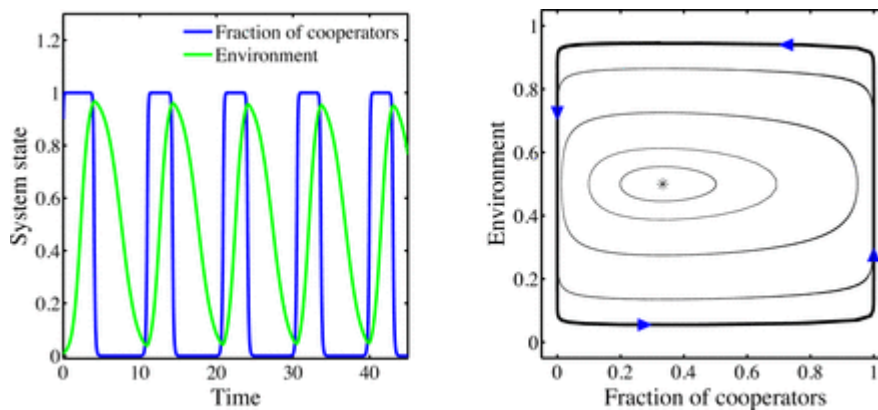 Fraction of cooperators
Environment
System state
1.2
1
0.8
0.6
0.4
0.2
0
0 10 20 30 40
Time
Environment
1
0.8
0.6
0.4
0.2
0
0 0.2 0.4 0.6 0.8 1
Fraction of cooperators